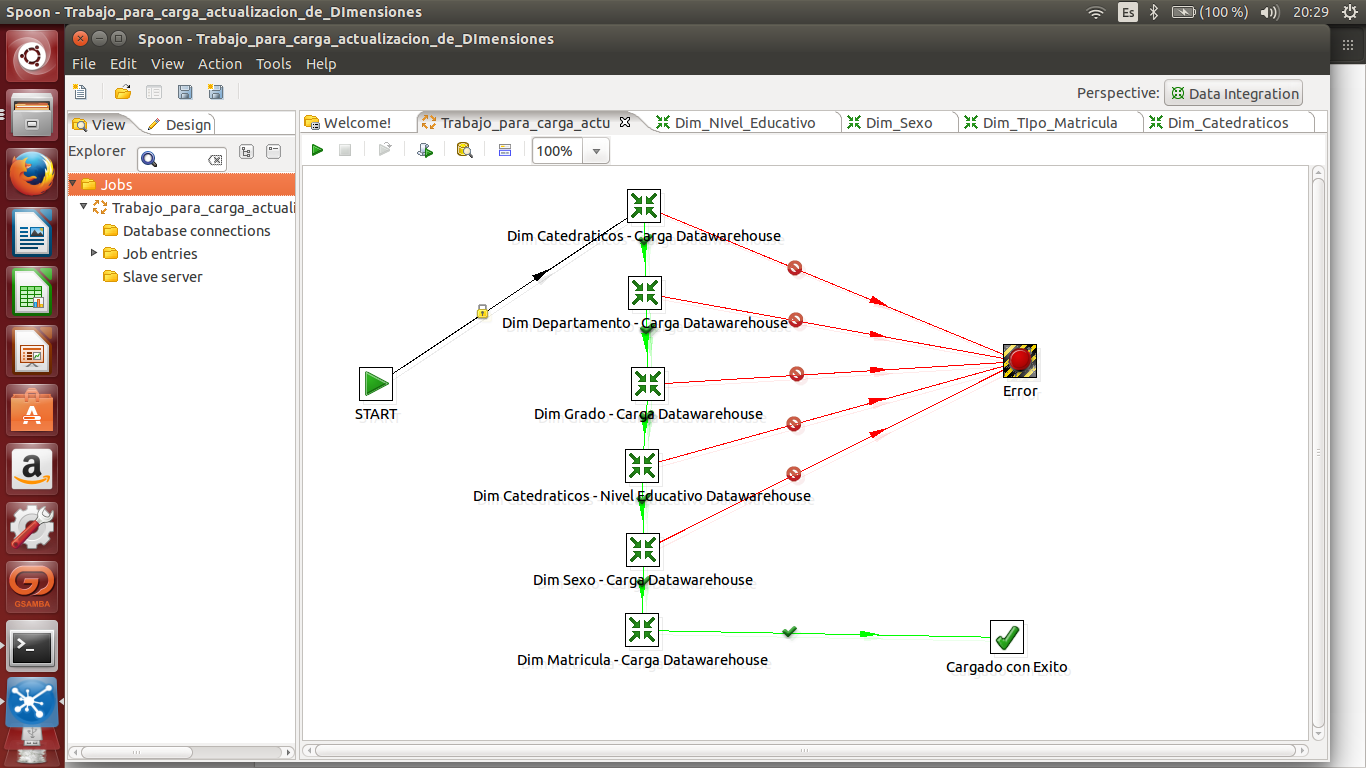 Spoon - Trabajo_para_carga_actualizacion_de_DImensiones
Es
(100 %)
20:29
Spoon - Trabajo_para_carga_actualizacion_de_DImensiones
File Edit View Action Tools Help
Perspective: Data Integration
View
Design
Welcome!
Trabajo_para_carga_actu
Dim_NIvel_Educativo
Dim_Sexo
Dim_TIpo_Matricula
Dim_Catedraticos
Explorer
100%
Jobs
Trabajo_para_carga_actuali
Database connections
Job entries
Slave server
Dim Catedraticos - Carga Datawarehouse
Dim Departamento - Carga Datawarehouse
START
Error
Dim Grado - Carga Datawarehouse
Dim Catedraticos - Nivel Educativo Datawarehouse
Dim Sexo - Carga Datawarehouse
Dim Matricula - Carga Datawarehouse
Cargado con Exito
GSAMBA